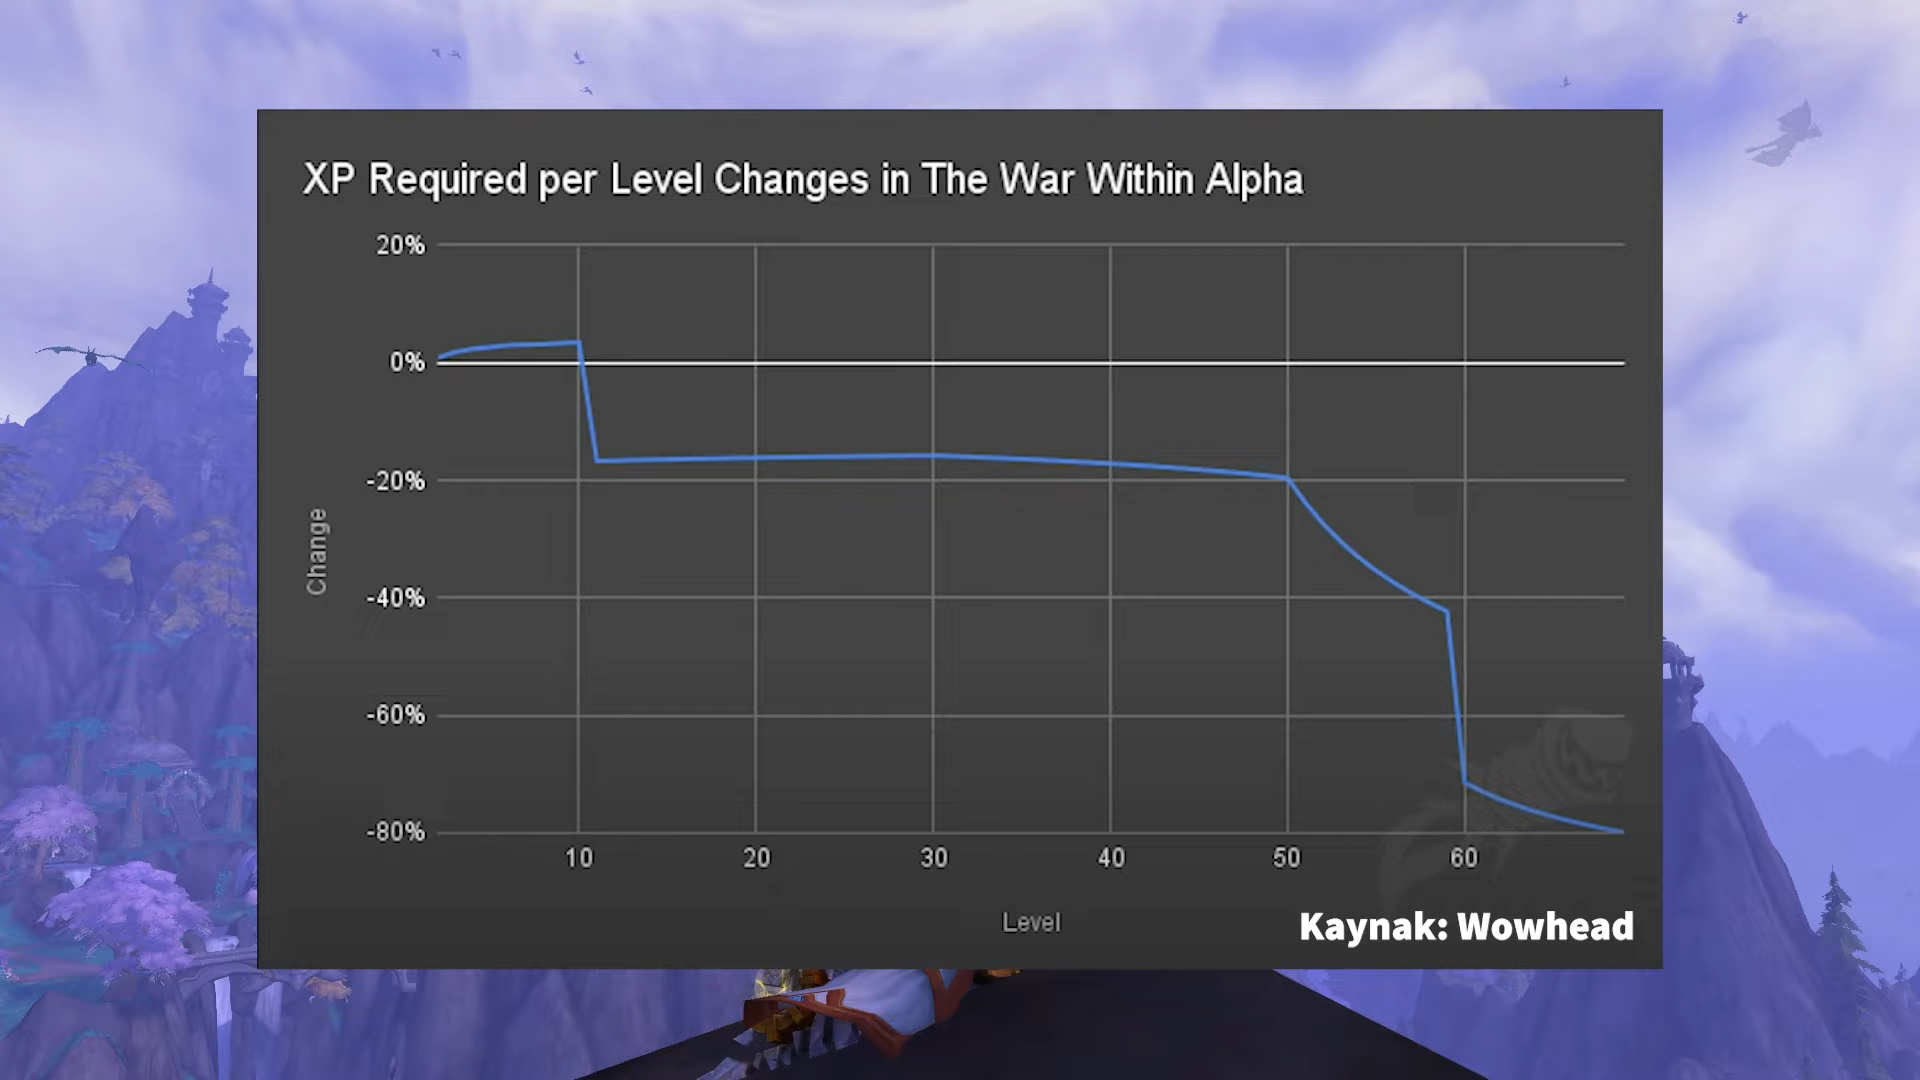 XP Required per Level Changes in The War Within Alpha
20%
0%
-20%
-40%
-60%
-80%
Change
10 20 30 40 50 60
Level
Kaynak: Wowhead